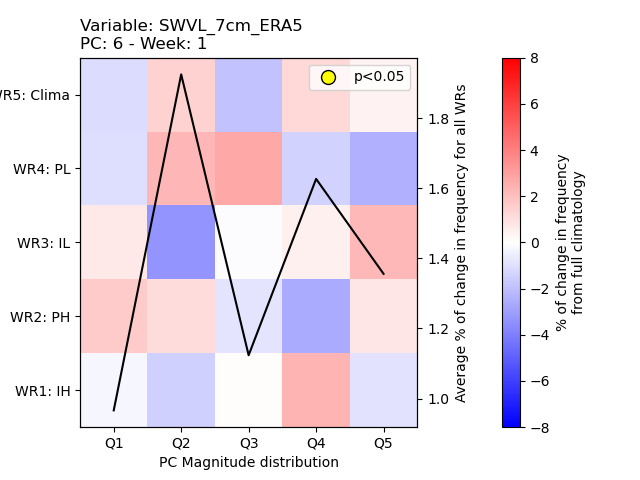 Variable: SWVL_7cm_ERA5
PC: 6 - Week: 1
p<0.05
WR5: Clima
WR4: PL
WR3: IL
WR2: PH
WR1: IH
Q1 Q2 Q3 Q4 Q5
PC Magnitude distribution
1.8
1.6
1.4
1.2
1.0
Average % of change in frequency for all WRs
8
6
4
2
0
−2
−4
−6
−8
% of change in frequency
from full climatology